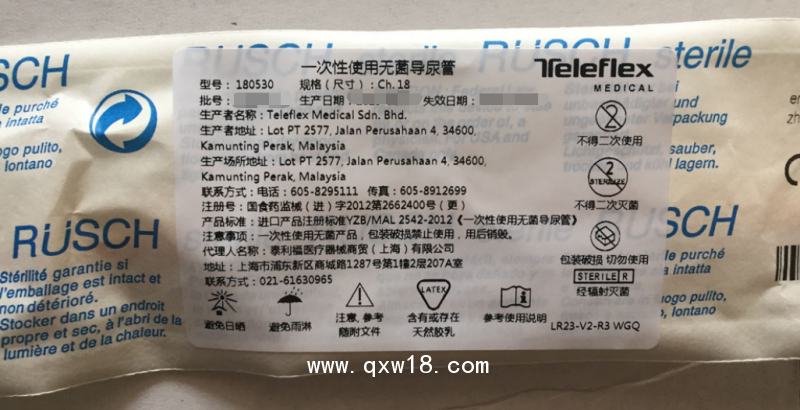 RÜSCH
sterile
USCH
le purché
intatta
ogo pulito,
lontano
RÜSCH
Stérilité garantie si
l'emballage est intact et
non détérioré.
Stocker dans un endroit
propre et sec, à l'abri de la
lumière et de la chaleur.
一次性使用无菌导尿管
Teleflex
MEDICAL
型号：180530 规格（尺寸）：Ch.18
批号： 生产日期： 失效日期：
生产者名称：Teleflex Medical Sdn. Bhd.
生产者地址：Lot PT 2577, Jalan Perusahaan 4, 34600,
Kamunting Perak, Malaysia
生产场所地址：Lot PT 2577, Jalan Perusahaan 4, 34600,
Kamunting Perak, Malaysia
联系方式：电话：605-8295111 传真：605-8912699
注册号：国食药监械（进）字2012第2662400号（更）
产品标准：进口产品注册标准YZB/MAL 2542-2012《一次性使用无菌导尿管》
注意事项：一次性使用无菌产品，包装破损禁止使用，用后销毁。
代理人名称：泰利福医疗器械商贸（上海）有限公司
地址：上海市浦东新区商城路1287号第1幢2层207A室
联系方式：021-61630965
2
不得二次使用
2
STERILIZE
不得二次灭菌
包装破损 切勿使用
STERILE R
经辐射灭菌
避免日晒
避免雨淋
注意，参考
随附文件
LATEX
含有或存在
天然胶乳
参考使用说明
LR23-V2-R3 WGQ
Verpackung
sauber,
l lagern.
le purché
a intatta
uogo pulito,
, lontano
www.qxw18.com